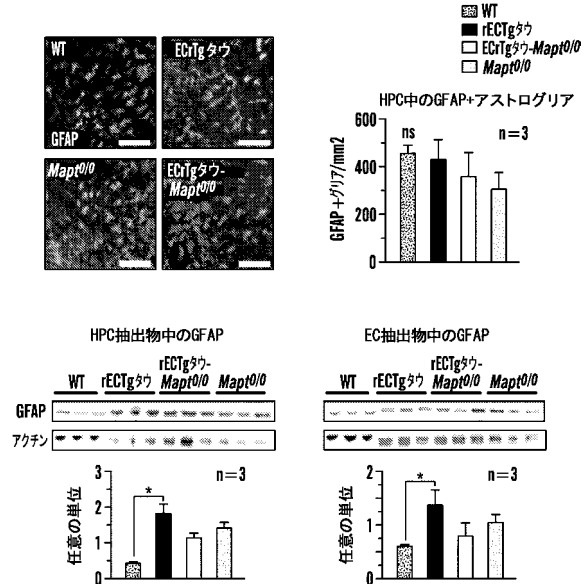 WT
rECTgタウ
ECrTgタウ-Mapt0/0
Mapt0/0
WT
ECrTgタウ
GFAP
Mapt0/0
ECrTgタウ-
Mapt0/0
HPC中のGFAP+アストログリア
600
400
200
0
GFAP+グリア/mm2
ns
n=3
HPC抽出物中のGFAP
WT
rECTgタウ
rECTgタウ-
Mapt0/0
Mapt0/0
GFAP
アクチン
3
2
1
0
任意の単位
*
n=3
EC抽出物中のGFAP
WT
rECTgタウ
rECTgタウ-
Mapt0/0
Mapt0/0
2
1
0
任意の単位
*
n=3